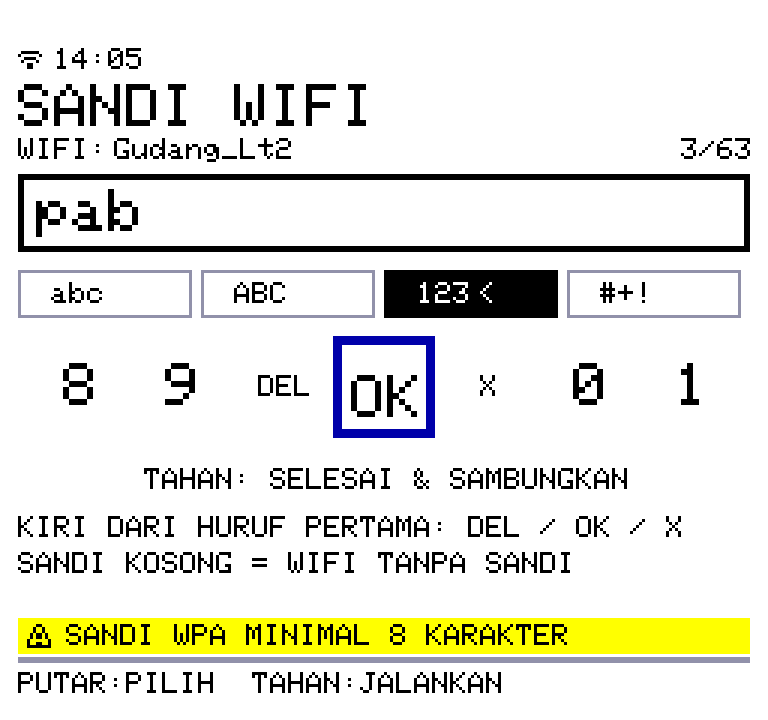 14:05
SANDI WIFI
WIFI: Gudang_Lt2 3/63
pab
abc ABC 123 < #+!
8 9 DEL OK X 0 1
TAHAN: SELESAI & SAMBUNGKAN
KIRI DARI HURUF PERTAMA: DEL / OK / X
SANDI KOSONG = WIFI TANPA SANDI
SANDI WPA MINIMAL 8 KARAKTER
PUTAR:PILIH TAHAN:JALANKAN